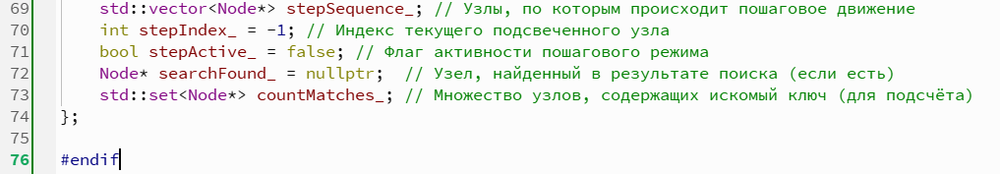 69 std::vector<Node*> stepSequence_; // Узлы, по которым происходит пошаговое движение
70 int stepIndex_ = -1; // Индекс текущего подсвеченного узла
71 bool stepActive_ = false; // Флаг активности пошагового режима
72 Node* searchFound_ = nullptr;  // Узел, найденный в результате поиска (если есть)
73 std::set<Node*> countMatches_; // Множество узлов, содержащих искомый ключ (для подсчёта)
74 };
75
76 #endif